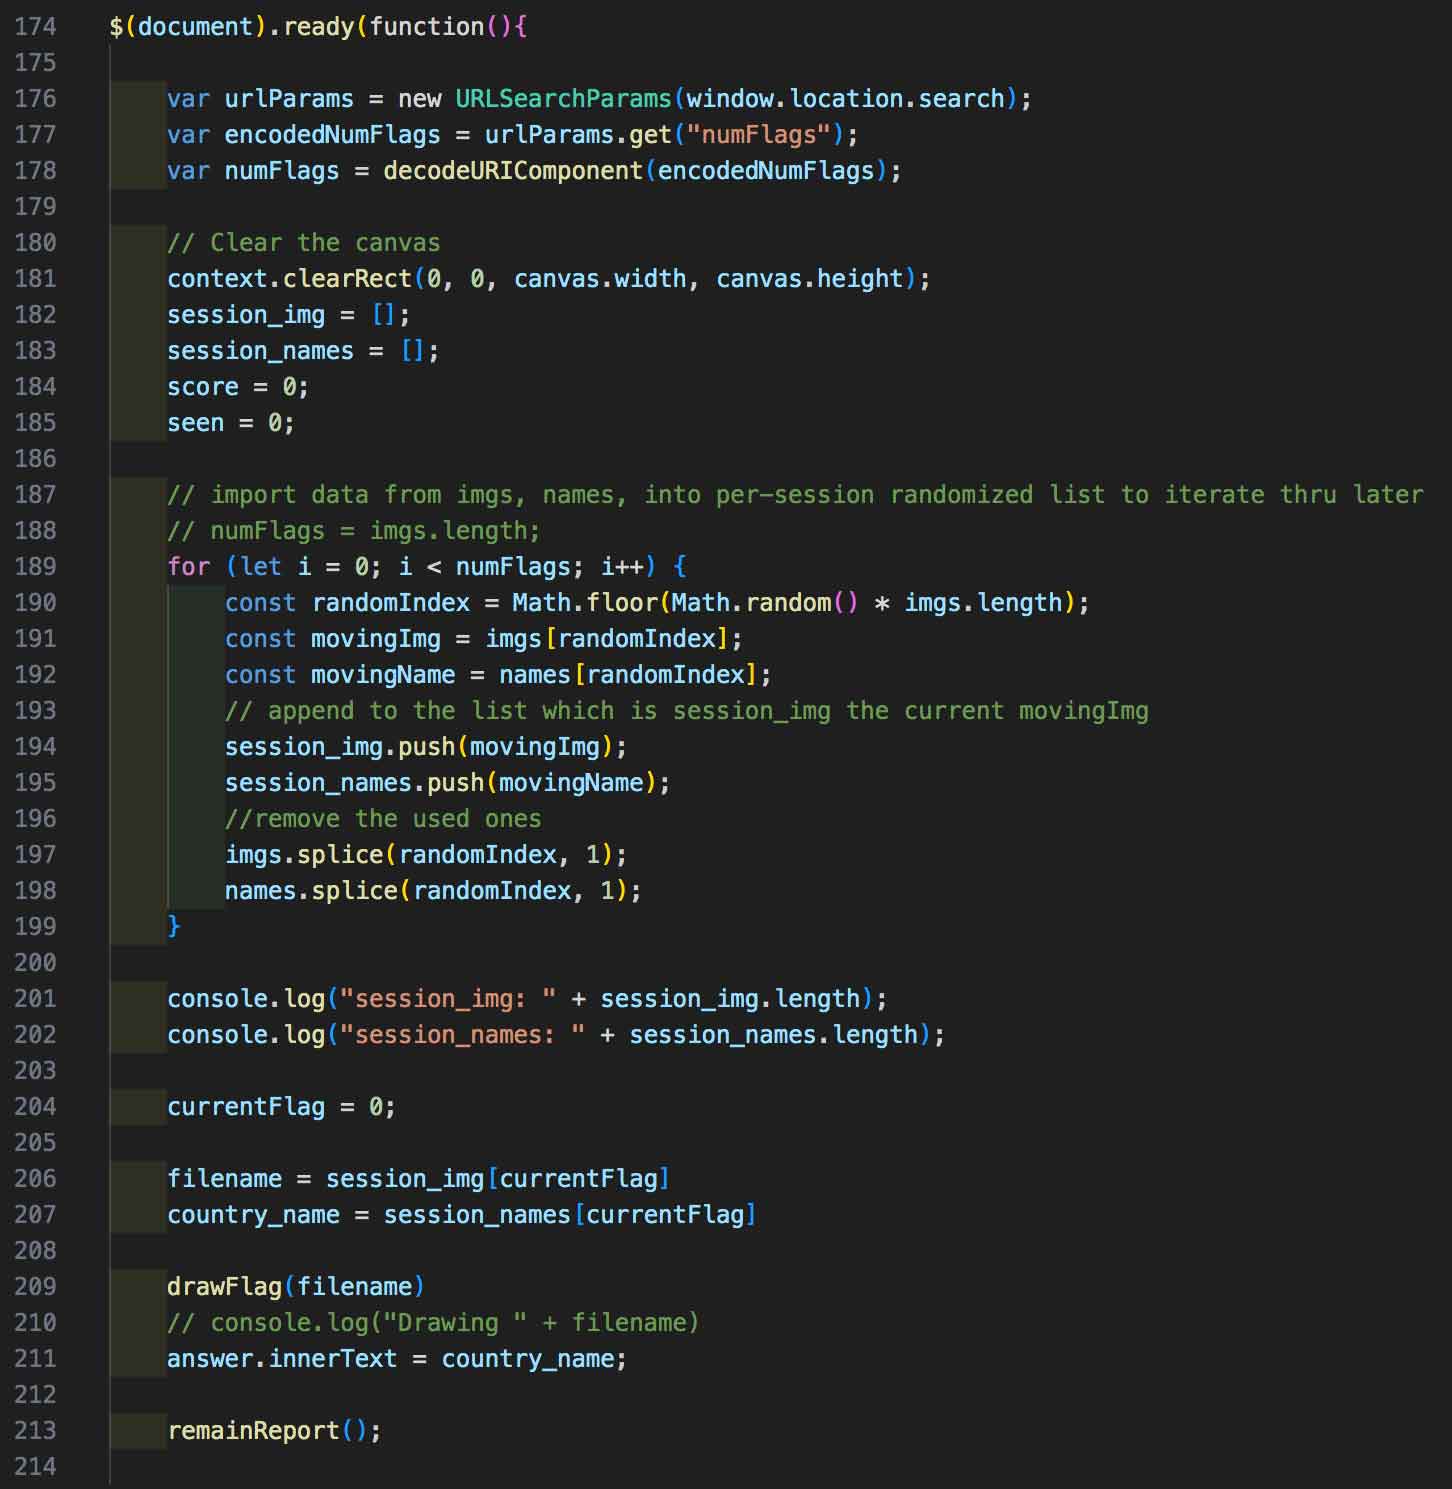 174 $(document).ready(function(){
175
176 var urlParams = new URLSearchParams(window.location.search);
177 var encodedNumFlags = urlParams.get("numFlags");
178 var numFlags = decodeURIComponent(encodedNumFlags);
179
180 // Clear the canvas
181 context.clearRect(0, 0, canvas.width, canvas.height);
182 session_img = [];
183 session_names = [];
184 score = 0;
185 seen = 0;
186
187 // import data from imgs, names, into per-session randomized list to iterate thru later
188 // numFlags = imgs.length;
189 for (let i = 0; i < numFlags; i++) {
190 const randomIndex = Math.floor(Math.random() * imgs.length);
191 const movingImg = imgs[randomIndex];
192 const movingName = names[randomIndex];
193 // append to the list which is session_img the current movingImg
194 session_img.push(movingImg);
195 session_names.push(movingName);
196 //remove the used ones
197 imgs.splice(randomIndex, 1);
198 names.splice(randomIndex, 1);
199 }
200
201 console.log("session_img: " + session_img.length);
202 console.log("session_names: " + session_names.length);
203
204 currentFlag = 0;
205
206 filename = session_img[currentFlag]
207 country_name = session_names[currentFlag]
208
209 drawFlag(filename)
210 // console.log("Drawing " + filename)
211 answer.innerText = country_name;
212
213 remainReport();
214